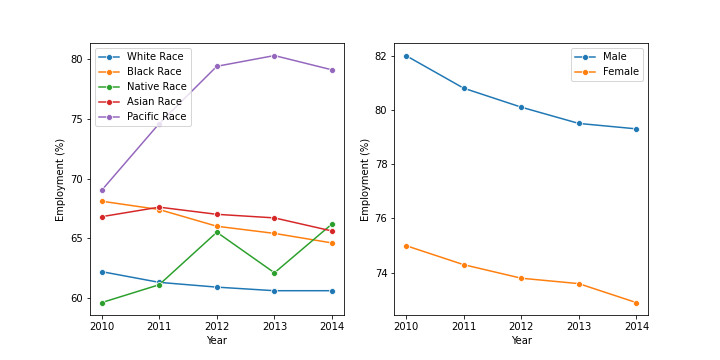 Employment (%)
80
75
70
65
60
White Race
Black Race
Native Race
Asian Race
Pacific Race
2010 2011 2012 2013 2014
Year
Employment (%)
82
80
78
76
74
Male
Female
2010 2011 2012 2013 2014
Year